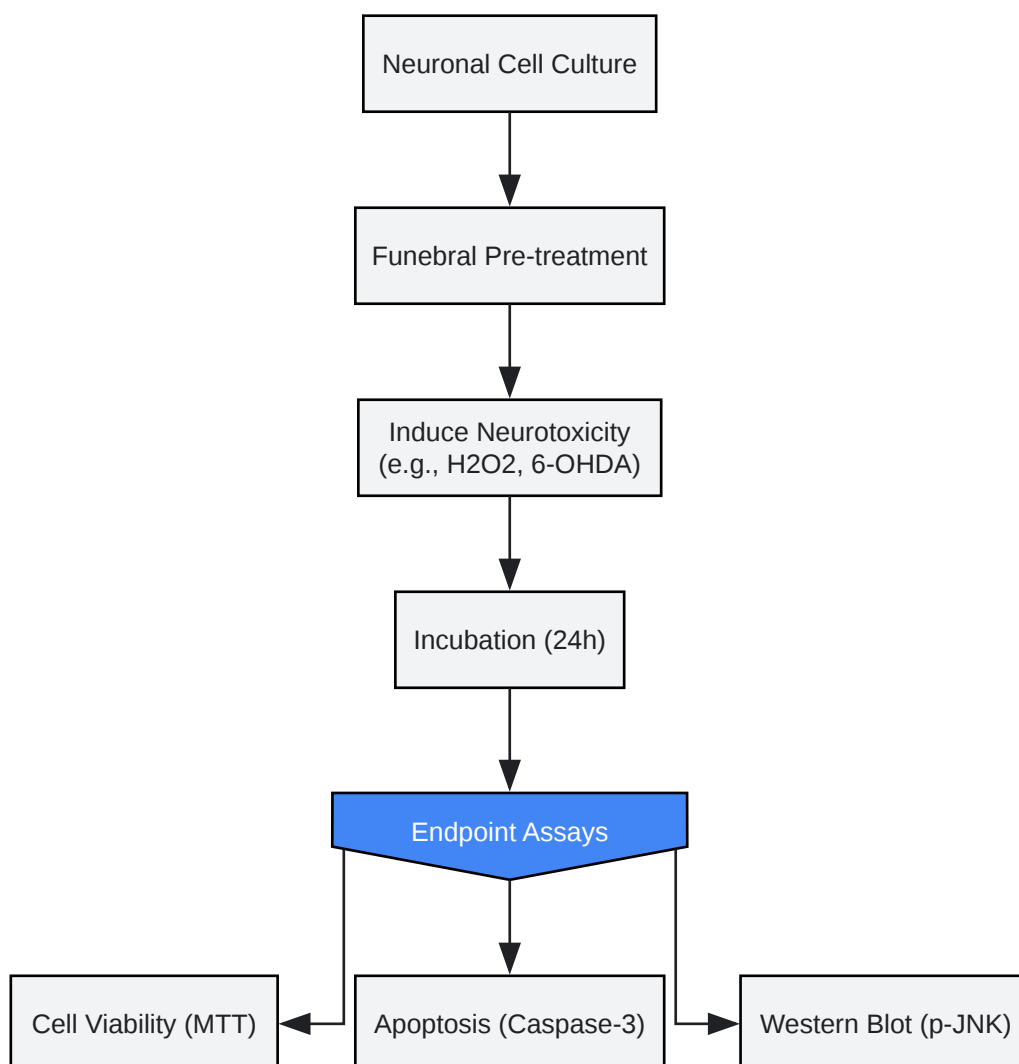 Neuronal Cell Culture
Funebral Pre-treatment
Induce Neurotoxicity
(e.g., H2O2, 6-OHDA)
Incubation (24h)
Endpoint Assays
Cell Viability (MTT)
Apoptosis (Caspase-3)
Western Blot (p-JNK)